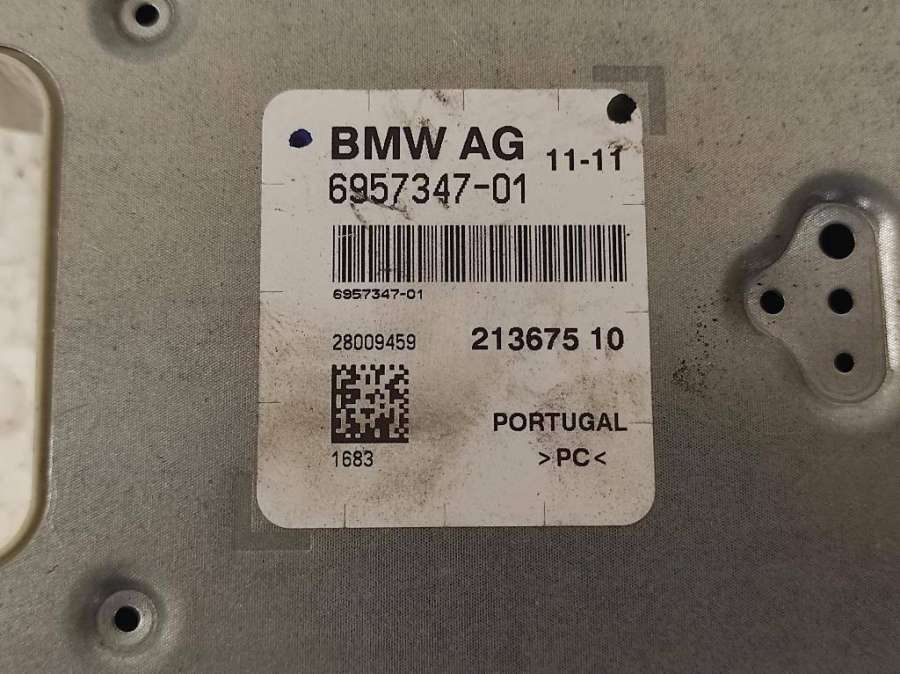 BMW AG 11-11
6957347-01
6957347-01
28009459 213675 10
PORTUGAL
1683 >PC<